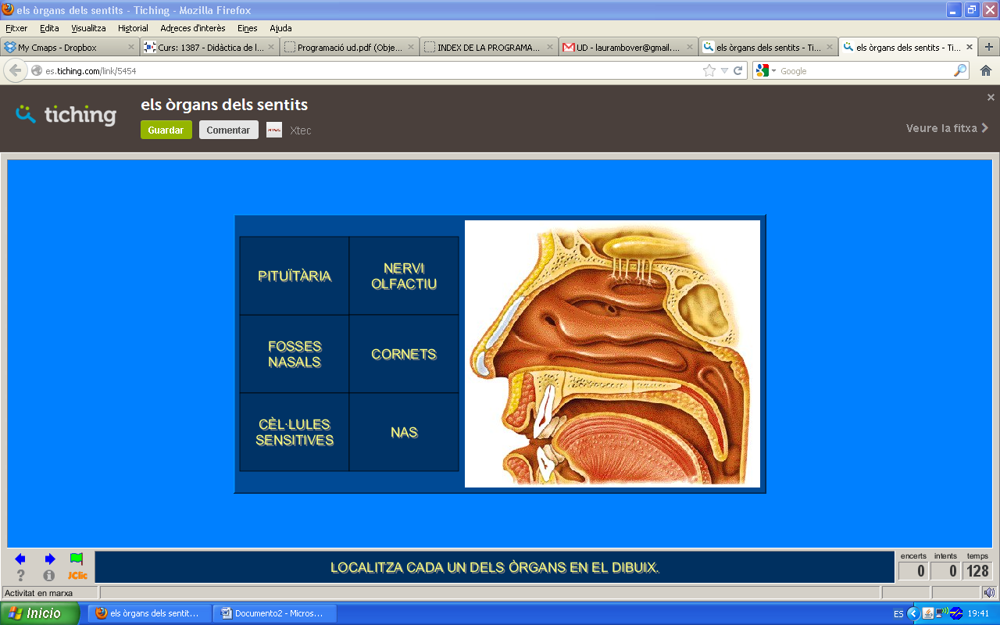 els òrgans dels sentits - Tiching - Mozilla Firefox
Fitxer Edita Visualitza Historial Adreces d'interès Eines Ajuda
My Cmaps - Dropbox
Curs: 1387 - Didàctica de l...
Programació ud.pdf (Obje...
INDEX DE LA PROGRAMA...
UD - laurambover@gmail....
els òrgans dels sentits - Ti...
els òrgans dels sentits - Ti...
es.tiching.com/link/5454
Google
tiching
els òrgans dels sentits
Guardar Comentar Xtec
Veure la fitxa
PITUÏTÀRIA
NERVI
OLFACTIU
FOSSES
NASALS
CORNETS
CÈL·LULES
SENSITIVES
NAS
JClic
LOCALITZA CADA UN DELS ÒRGANS EN EL DIBUIX.
encerts intents temps
0 0 128
Activitat en marxa
Inicio
els òrgans dels sentit...
Documento2 - Micros...
ES
19:41